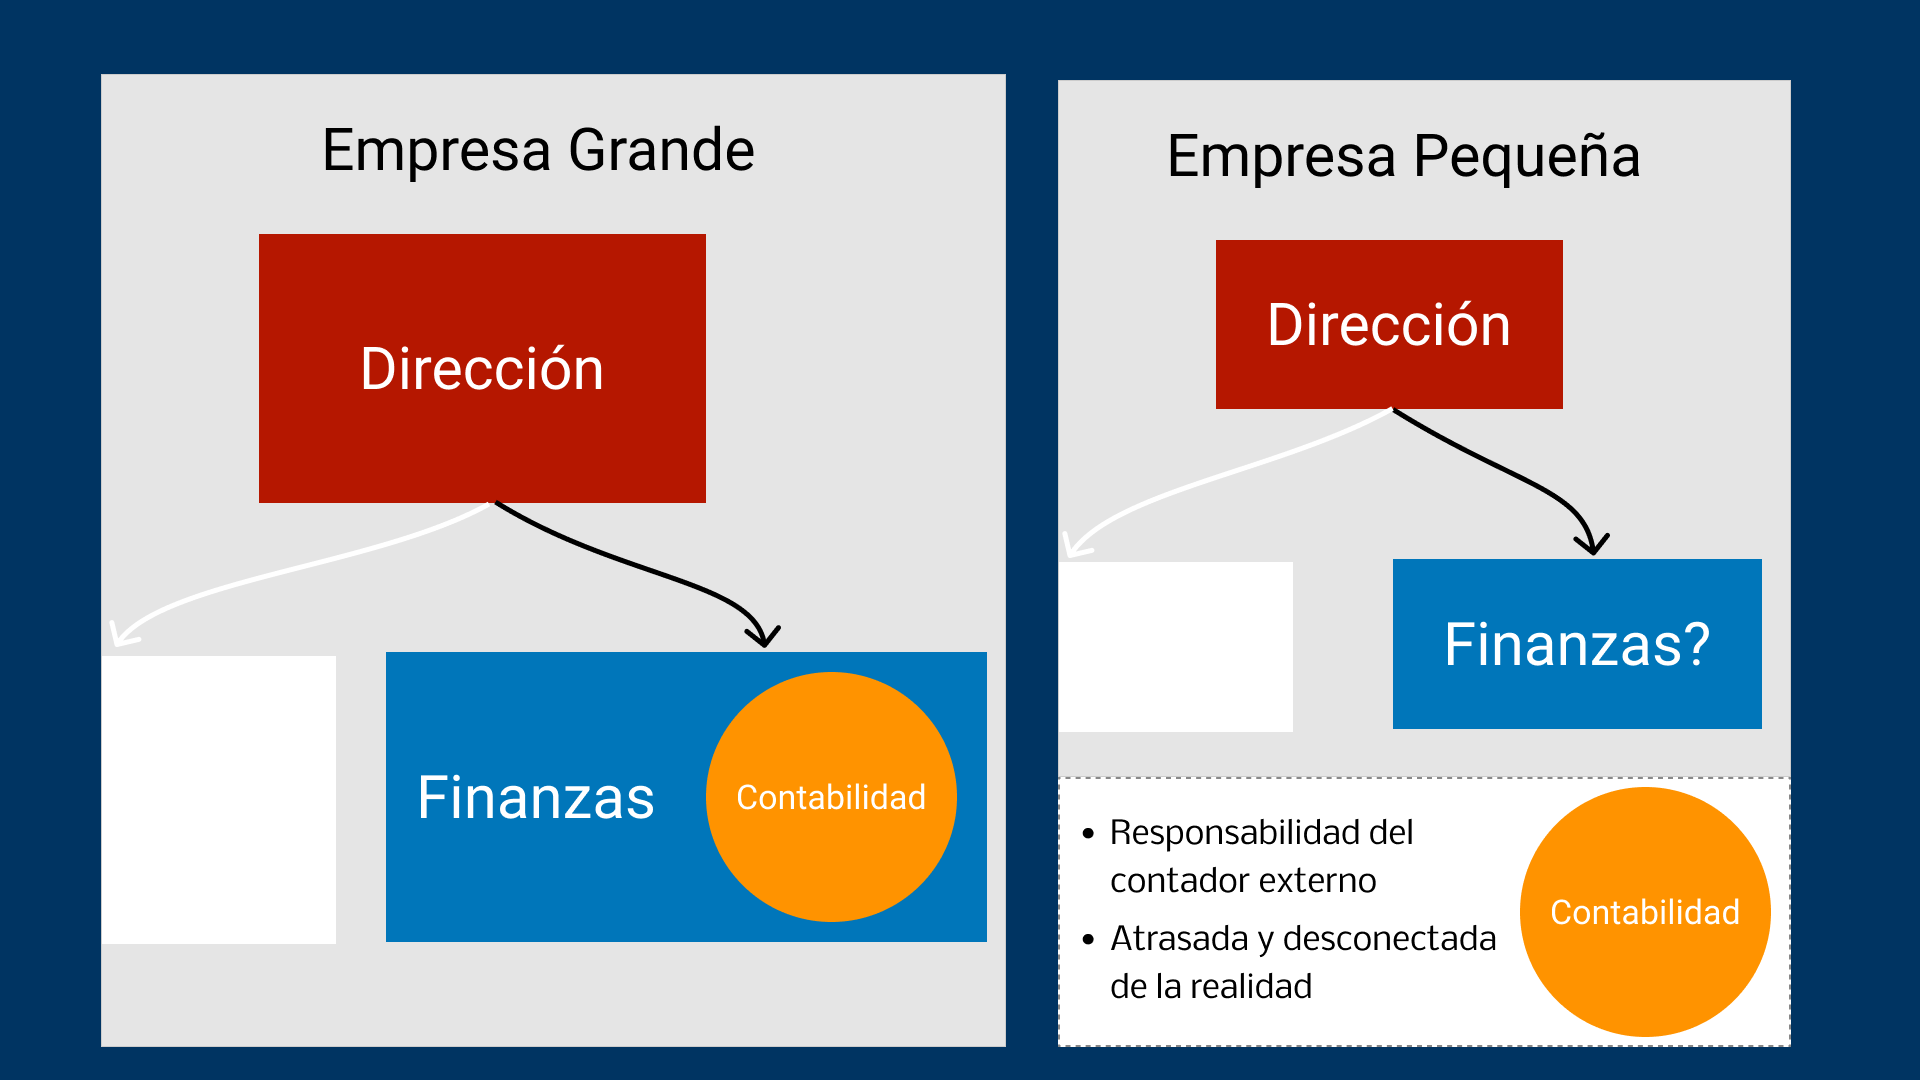 Empresa Grande
Dirección
Finanzas
Contabilidad
Empresa Pequeña
Dirección
Finanzas?
• Responsabilidad del
contador externo
• Atrasada y desconectada
de la realidad
Contabilidad